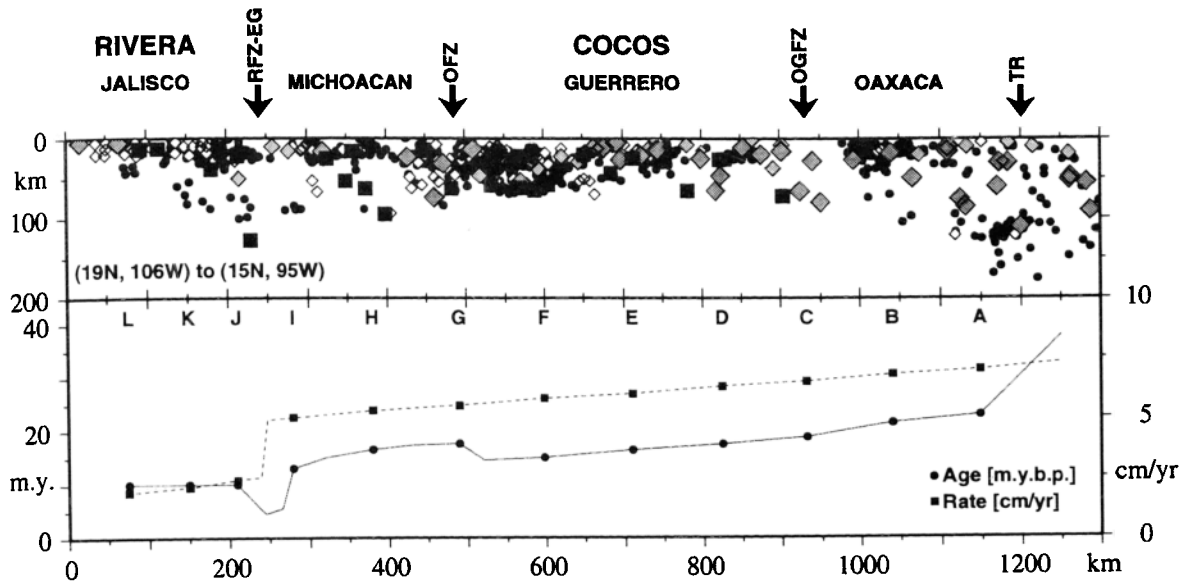 RIVERA
COCOS
RFZ-EG
OFZ
OGFZ
TR
JALISCO
MICHOACAN
GUERRERO
OAXACA
0
km
100
200
(19N, 106W) to (15N, 95W)
10
L K J I H G F E D C B A
40
20
m.y.
0
5
cm/yr
0
Age [m.y.b.p.]
Rate [cm/yr]
0 200 400 600 800 1000 1200 km